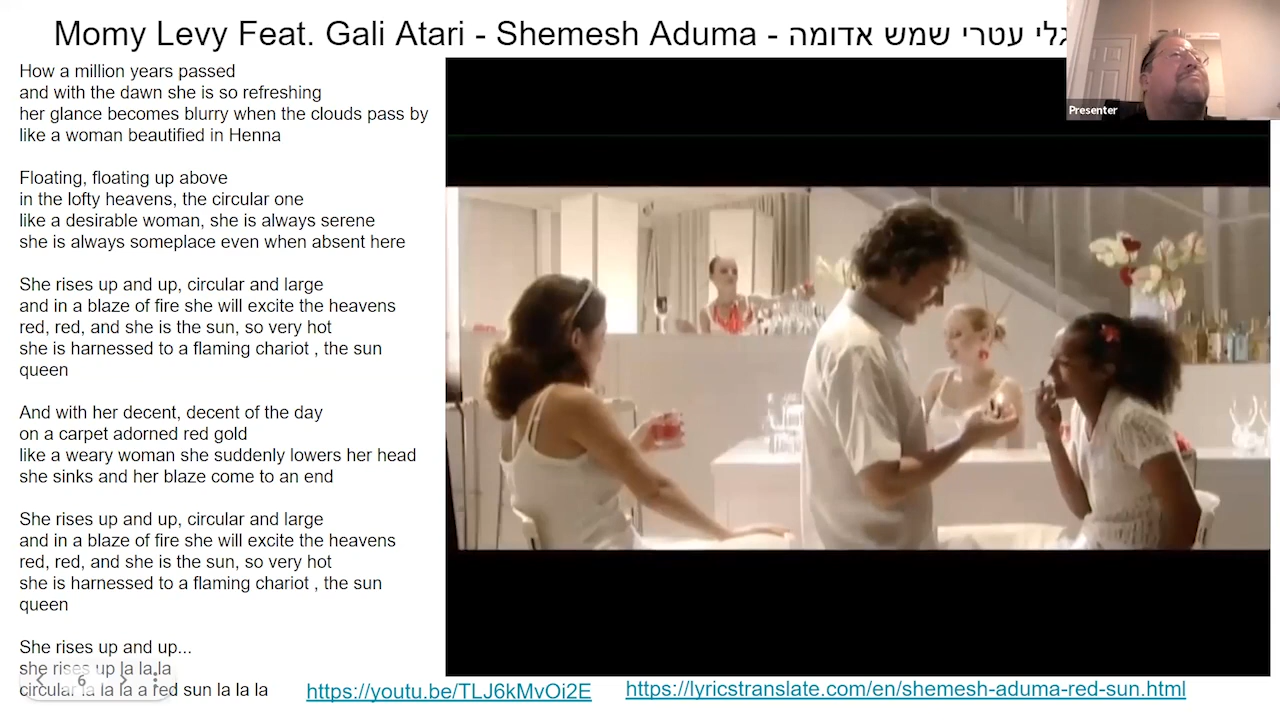 Momy Levy Feat. Gali Atari - Shemesh Aduma - גלי עטרי שמש אדומה
Presenter
How a million years passed
and with the dawn she is so refreshing
her glance becomes blurry when the clouds pass by
like a woman beautified in Henna
Floating, floating up above
in the lofty heavens, the circular one
like a desirable woman, she is always serene
she is always someplace even when absent here
She rises up and up, circular and large
and in a blaze of fire she will excite the heavens
red, red, and she is the sun, so very hot
she is harnessed to a flaming chariot , the sun
queen
And with her decent, decent of the day
on a carpet adorned red gold
like a weary woman she suddenly lowers her head
she sinks and her blaze come to an end
She rises up and up, circular and large
and in a blaze of fire she will excite the heavens
red, red, and she is the sun, so very hot
she is harnessed to a flaming chariot , the sun
queen
She rises up and up...
she rises up la la,la
6
circular la la la a red sun la la la
https://youtu.be/TLJ6kMvOi2E
https://lyricstranslate.com/en/shemesh-aduma-red-sun.html